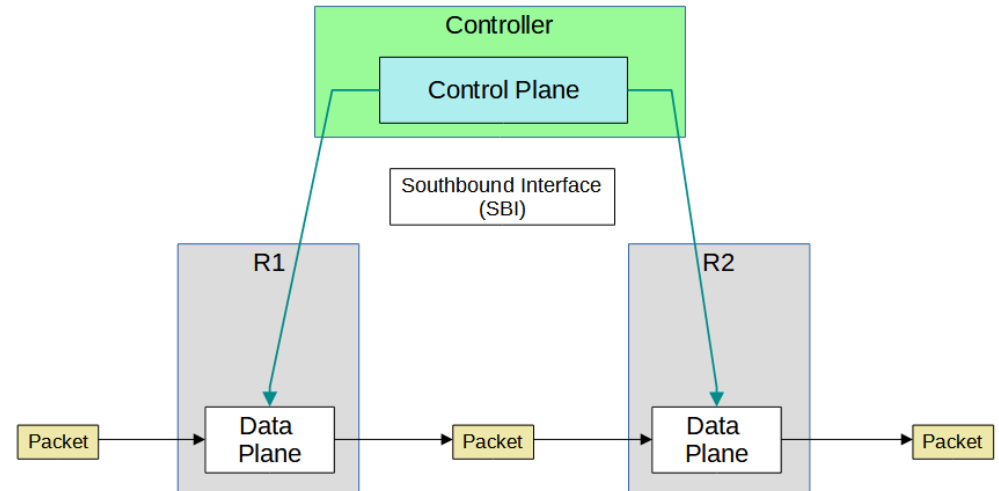 Controller
Control Plane
Southbound Interface
(SBI)
R1
R2
Packet
Data
Plane
Packet
Data
Plane
Packet